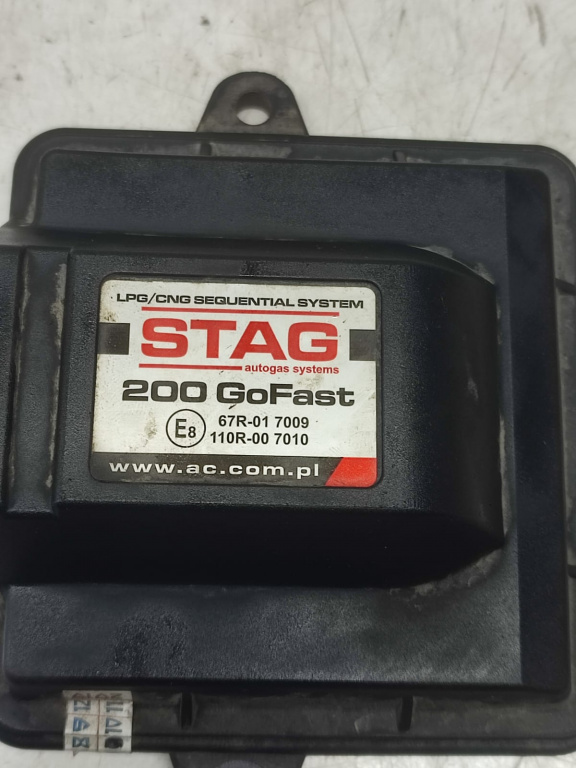 LPG/CNG SEQUENTIAL SYSTEM
STAG
autogas systems
200 GoFast
E8 67R-01 7009
110R-00 7010
www.ac.com.pl